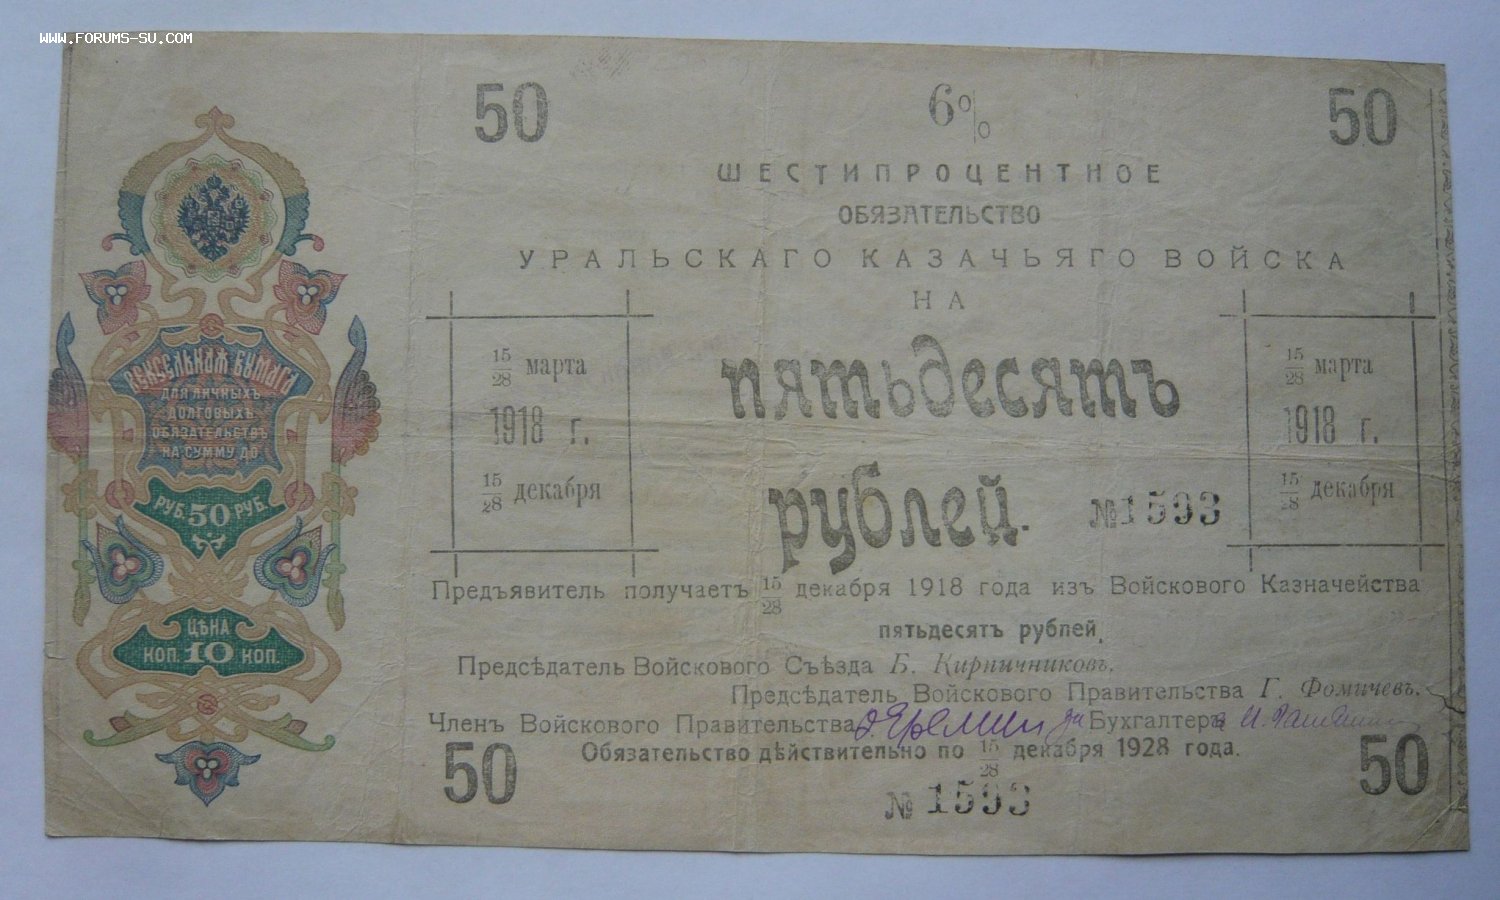 WWW.FORUMS-SU.COM
50
6%
50
ШЕСТИПРОЦЕНТНОЕ
ОБЯЗАТЕЛЬСТВО
УРАЛЬСКАГО КАЗАЧЬЯГО ВОЙСКА
НА
пятьдесятъ
рублей.
№1593
15/28 марта
1918 г.
15/28 декабря
15/28 марта
1918 г.
15/28 декабря
ВЕКСЕЛЬНАЯ БУМАГА
ДЛЯ ЛИЧНЫХЪ
ДОЛГОВЫХЪ
ОБЯЗАТЕЛЬСТВЪ
НА СУММУ ДО
РУБ. 50 РУБ.
ЦѢНА
КОП. 10 КОП.
Предъявитель получаетъ 15/28 декабря 1918 года изъ Войскового Казначейства
пятьдесятъ рублей.
Предсѣдатель Войскового Съѣзда Б. Кирпичниковъ.
Предсѣдатель Войскового Правительства Г. Фомичевъ.
Членъ Войскового Правительства Еремин за Бухгалтера
Обязательство дѣйствительно по 15/28 декабря 1928 года.
50
50
№ 1593